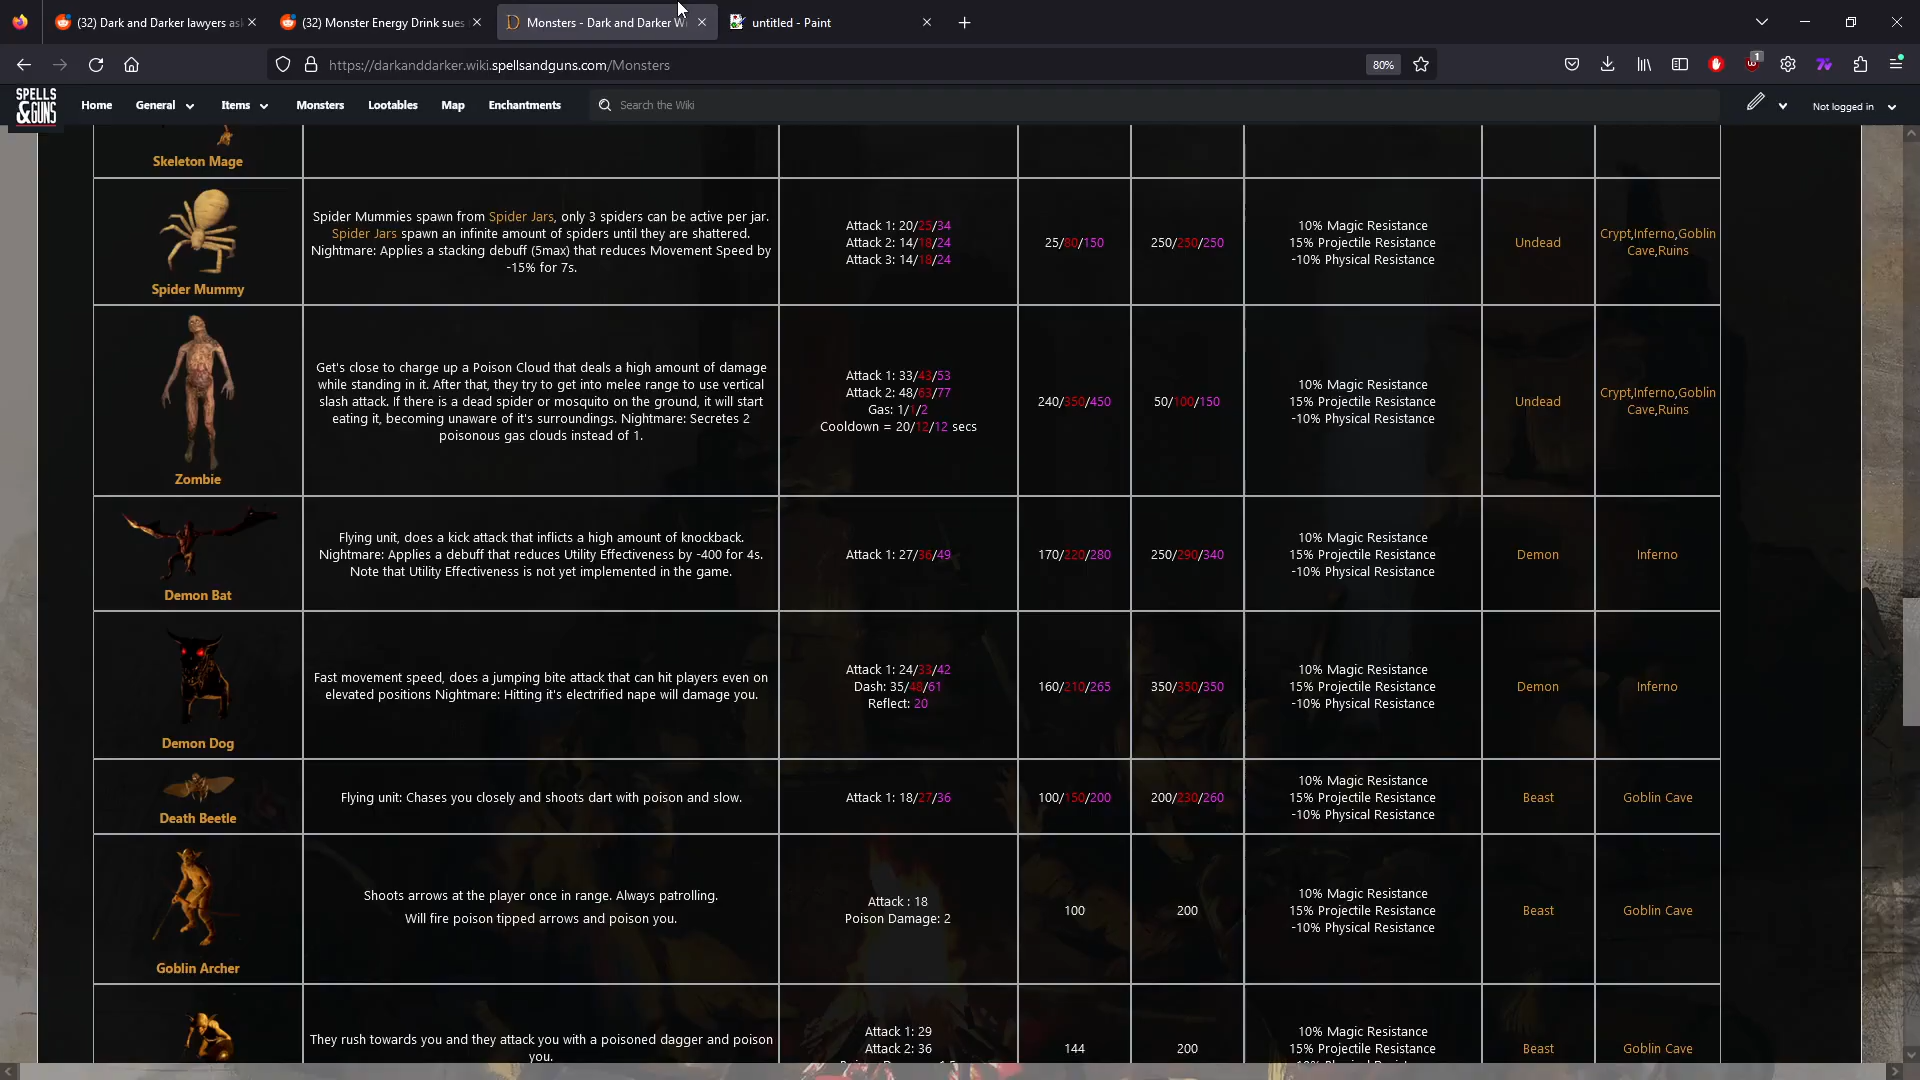 (32) Dark and Darker lawyers as
(32) Monster Energy Drink sues
Monsters - Dark and Darker W
untitled - Paint
https://darkanddarker.wiki.spellsandguns.com/Monsters
80%
1
SPELLS
&GUNS
Home
General
Items
Monsters
Lootables
Map
Enchantments
Search the Wiki
Not logged in
Skeleton Mage
Spider Mummies spawn from Spider Jars, only 3 spiders can be active per jar.
Spider Jars spawn an infinite amount of spiders until they are shattered.
Nightmare: Applies a stacking debuff (5max) that reduces Movement Speed by
-15% for 7s.
Attack 1: 20/25/34
Attack 2: 14/18/24
Attack 3: 14/18/24
25/80/150
250/250/250
10% Magic Resistance
15% Projectile Resistance
-10% Physical Resistance
Undead
Crypt,Inferno,Goblin
Cave,Ruins
Spider Mummy
Get's close to charge up a Poison Cloud that deals a high amount of damage
while standing in it. After that, they try to get into melee range to use vertical
slash attack. If there is a dead spider or mosquito on the ground, it will start
eating it, becoming unaware of it's surroundings. Nightmare: Secretes 2
poisonous gas clouds instead of 1.
Attack 1: 33/43/53
Attack 2: 48/63/77
Gas: 1/1/2
Cooldown = 20/12/12 secs
240/350/450
50/100/150
10% Magic Resistance
15% Projectile Resistance
-10% Physical Resistance
Undead
Crypt,Inferno,Goblin
Cave,Ruins
Zombie
Flying unit, does a kick attack that inflicts a high amount of knockback.
Nightmare: Applies a debuff that reduces Utility Effectiveness by -400 for 4s.
Note that Utility Effectiveness is not yet implemented in the game.
Attack 1: 27/36/49
170/220/280
250/290/340
10% Magic Resistance
15% Projectile Resistance
-10% Physical Resistance
Demon
Inferno
Demon Bat
Fast movement speed, does a jumping bite attack that can hit players even on
elevated positions Nightmare: Hitting it's electrified nape will damage you.
Attack 1: 24/33/42
Dash: 35/48/61
Reflect: 20
160/210/265
350/350/350
10% Magic Resistance
15% Projectile Resistance
-10% Physical Resistance
Demon
Inferno
Demon Dog
Flying unit: Chases you closely and shoots dart with poison and slow.
Attack 1: 18/27/36
100/150/200
200/230/260
10% Magic Resistance
15% Projectile Resistance
-10% Physical Resistance
Beast
Goblin Cave
Death Beetle
Shoots arrows at the player once in range. Always patrolling.
Will fire poison tipped arrows and poison you.
Attack : 18
Poison Damage: 2
100
200
10% Magic Resistance
15% Projectile Resistance
-10% Physical Resistance
Beast
Goblin Cave
Goblin Archer
They rush towards you and they attack you with a poisoned dagger and poison
you.
Attack 1: 29
Attack 2: 36
144
200
10% Magic Resistance
15% Projectile Resistance
Beast
Goblin Cave